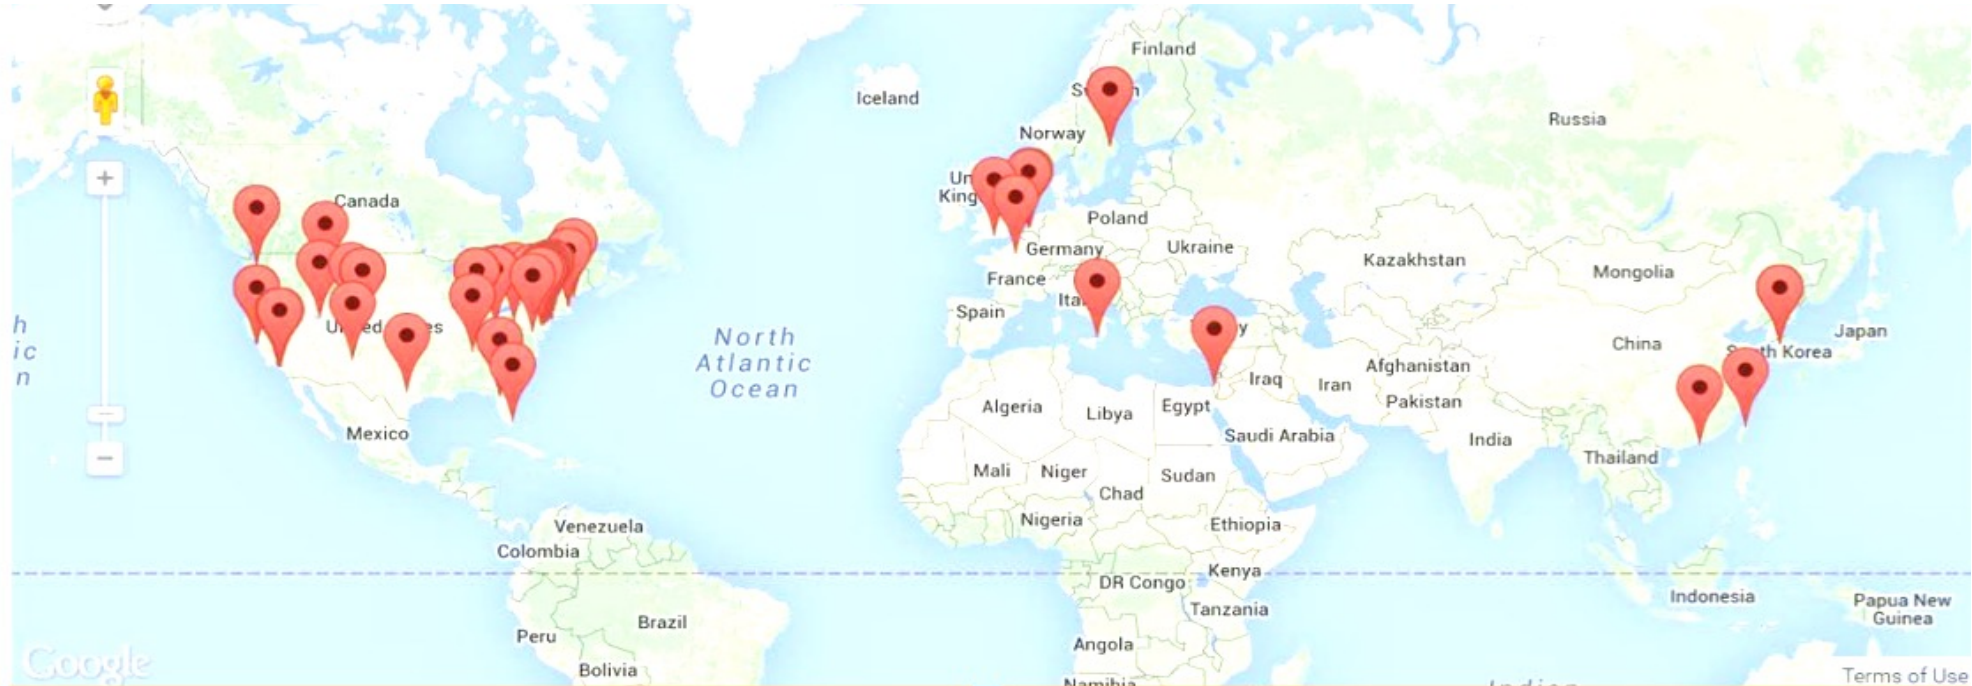 Finland
Iceland
Russia
Norway
Canada
Poland
Ukraine
Germany
Kazakhstan
Mongolia
France
Spain
North
Atlantic
Ocean
Japan
China
Afghanistan
Iraq
Iran
Pakistan
Algeria
Libya
Egypt
Saudi Arabia
India
Mexico
Thailand
Mali
Niger
Chad
Sudan
Nigeria
Ethiopia
Venezuela
Colombia
DR Congo
Kenya
Indonesia
Papua New
Guinea
Tanzania
Brazil
Peru
Angola
Bolivia
Google
Terms of Use